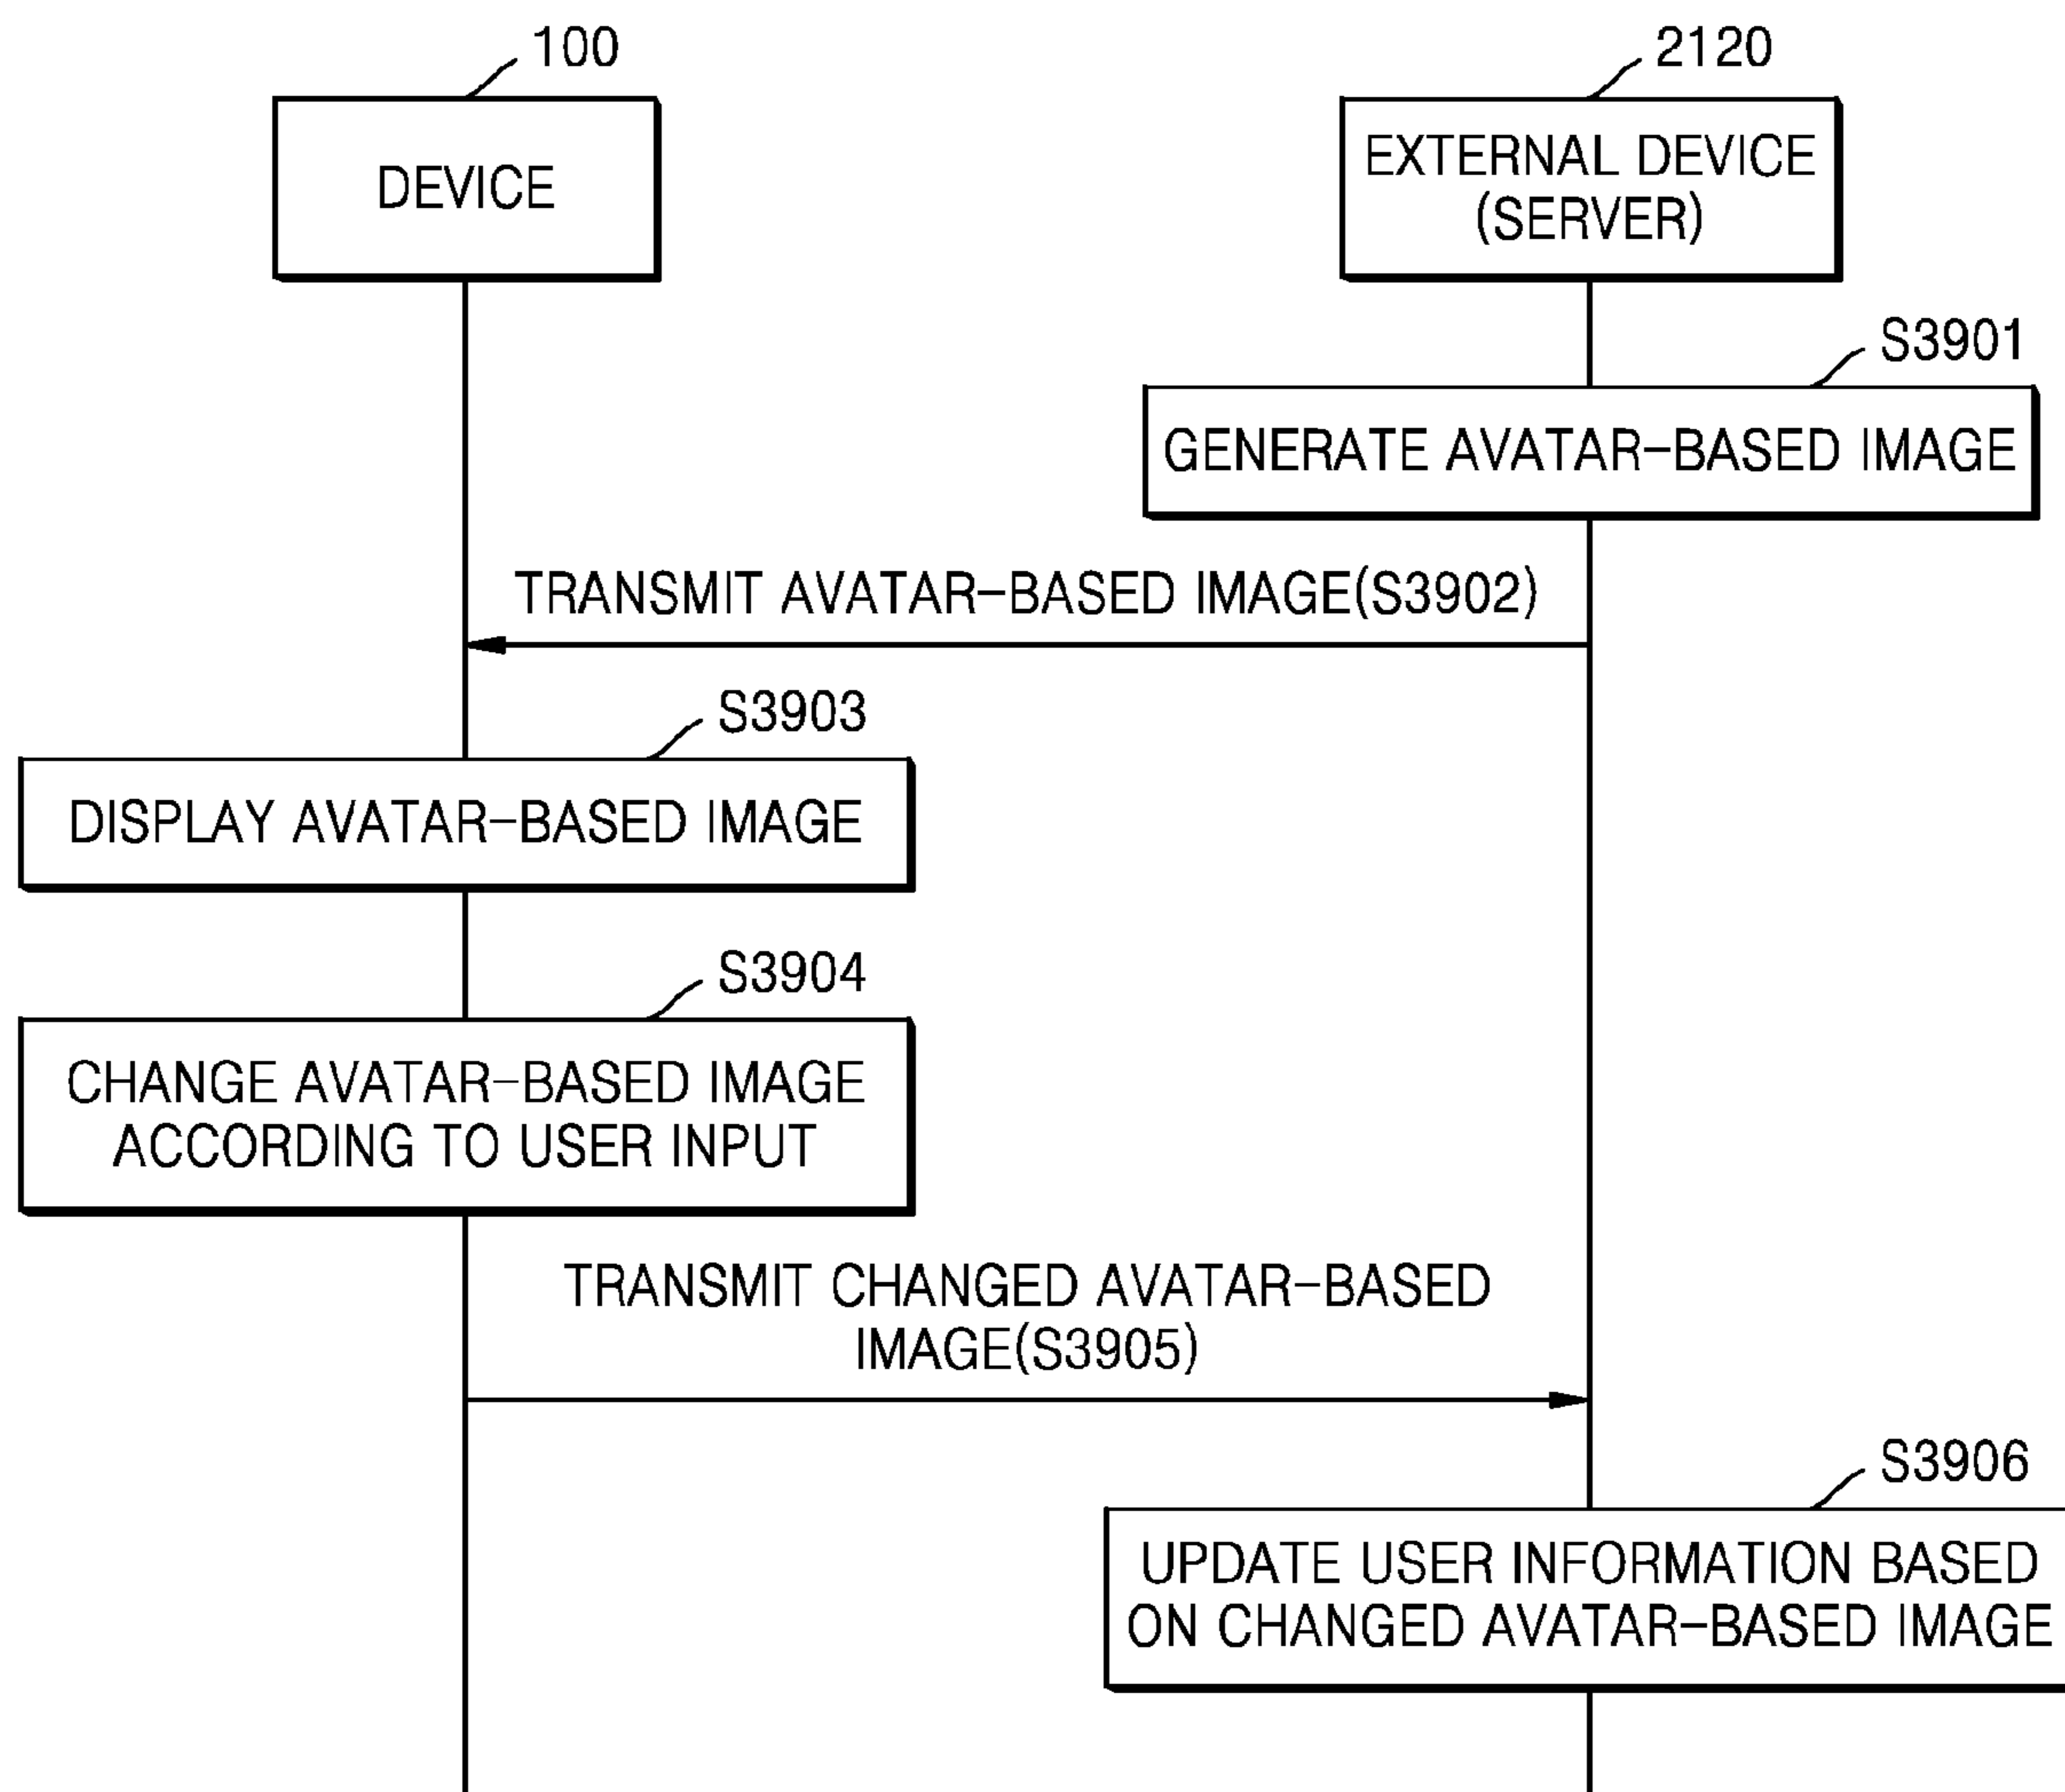 100
2120
DEVICE
EXTERNAL DEVICE
(SERVER)
S3901
GENERATE AVATAR-BASED IMAGE
TRANSMIT AVATAR-BASED IMAGE(S3902)
S3903
DISPLAY AVATAR-BASED IMAGE
S3904
CHANGE AVATAR-BASED IMAGE
ACCORDING TO USER INPUT
TRANSMIT CHANGED AVATAR-BASED
IMAGE(S3905)
S3906
UPDATE USER INFORMATION BASED
ON CHANGED AVATAR-BASED IMAGE